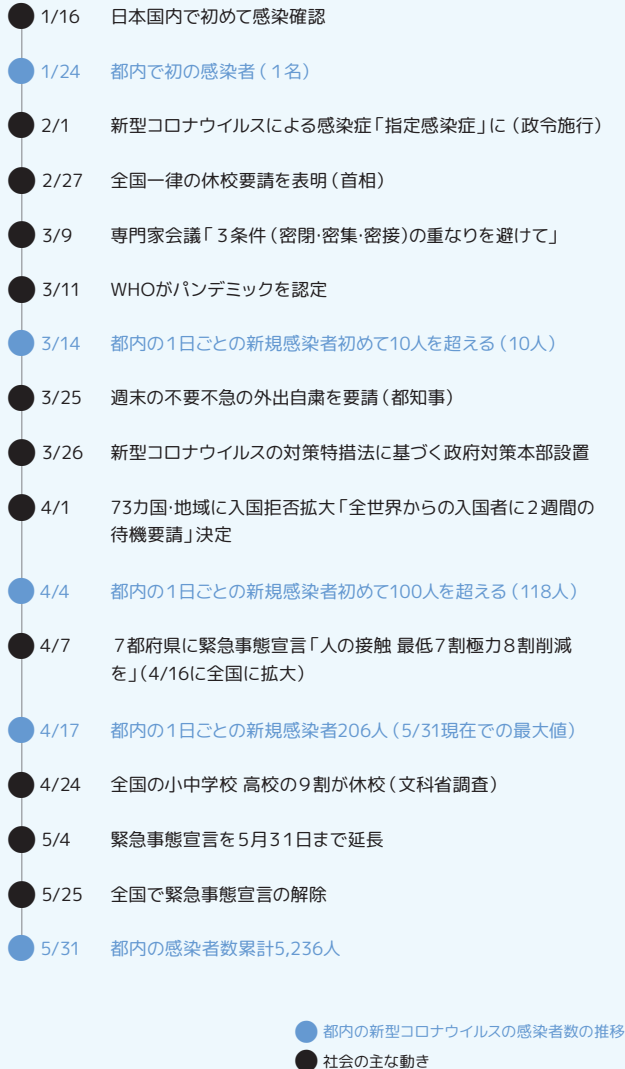 1/16 日本国内で初めて感染確認
1/24 都内で初の感染者（1名）
2/1 新型コロナウイルスによる感染症「指定感染症」に（政令施行）
2/27 全国一律の休校要請を表明（首相）
3/9 専門家会議「３条件（密閉・密集・密接）の重なりを避けて」
3/11 WHOがパンデミックを認定
3/14 都内の1日ごとの新規感染者初めて10人を超える（10人）
3/25 週末の不要不急の外出自粛を要請（都知事）
3/26 新型コロナウイルスの対策特措法に基づく政府対策本部設置
4/1 73カ国・地域に入国拒否拡大「全世界からの入国者に２週間の
待機要請」決定
4/4 都内の1日ごとの新規感染者初めて100人を超える（118人）
4/7 ７都府県に緊急事態宣言「人の接触 最低７割極力８割削減
を」（4/16に全国に拡大）
4/17 都内の1日ごとの新規感染者206人（5/31現在での最大値）
4/24 全国の小中学校 高校の９割が休校（文科省調査）
5/4 緊急事態宣言を５月３１日まで延長
5/25 全国で緊急事態宣言の解除
5/31 都内の感染者数累計5,236人
都内の新型コロナウイルスの感染者数の推移
社会の主な動き